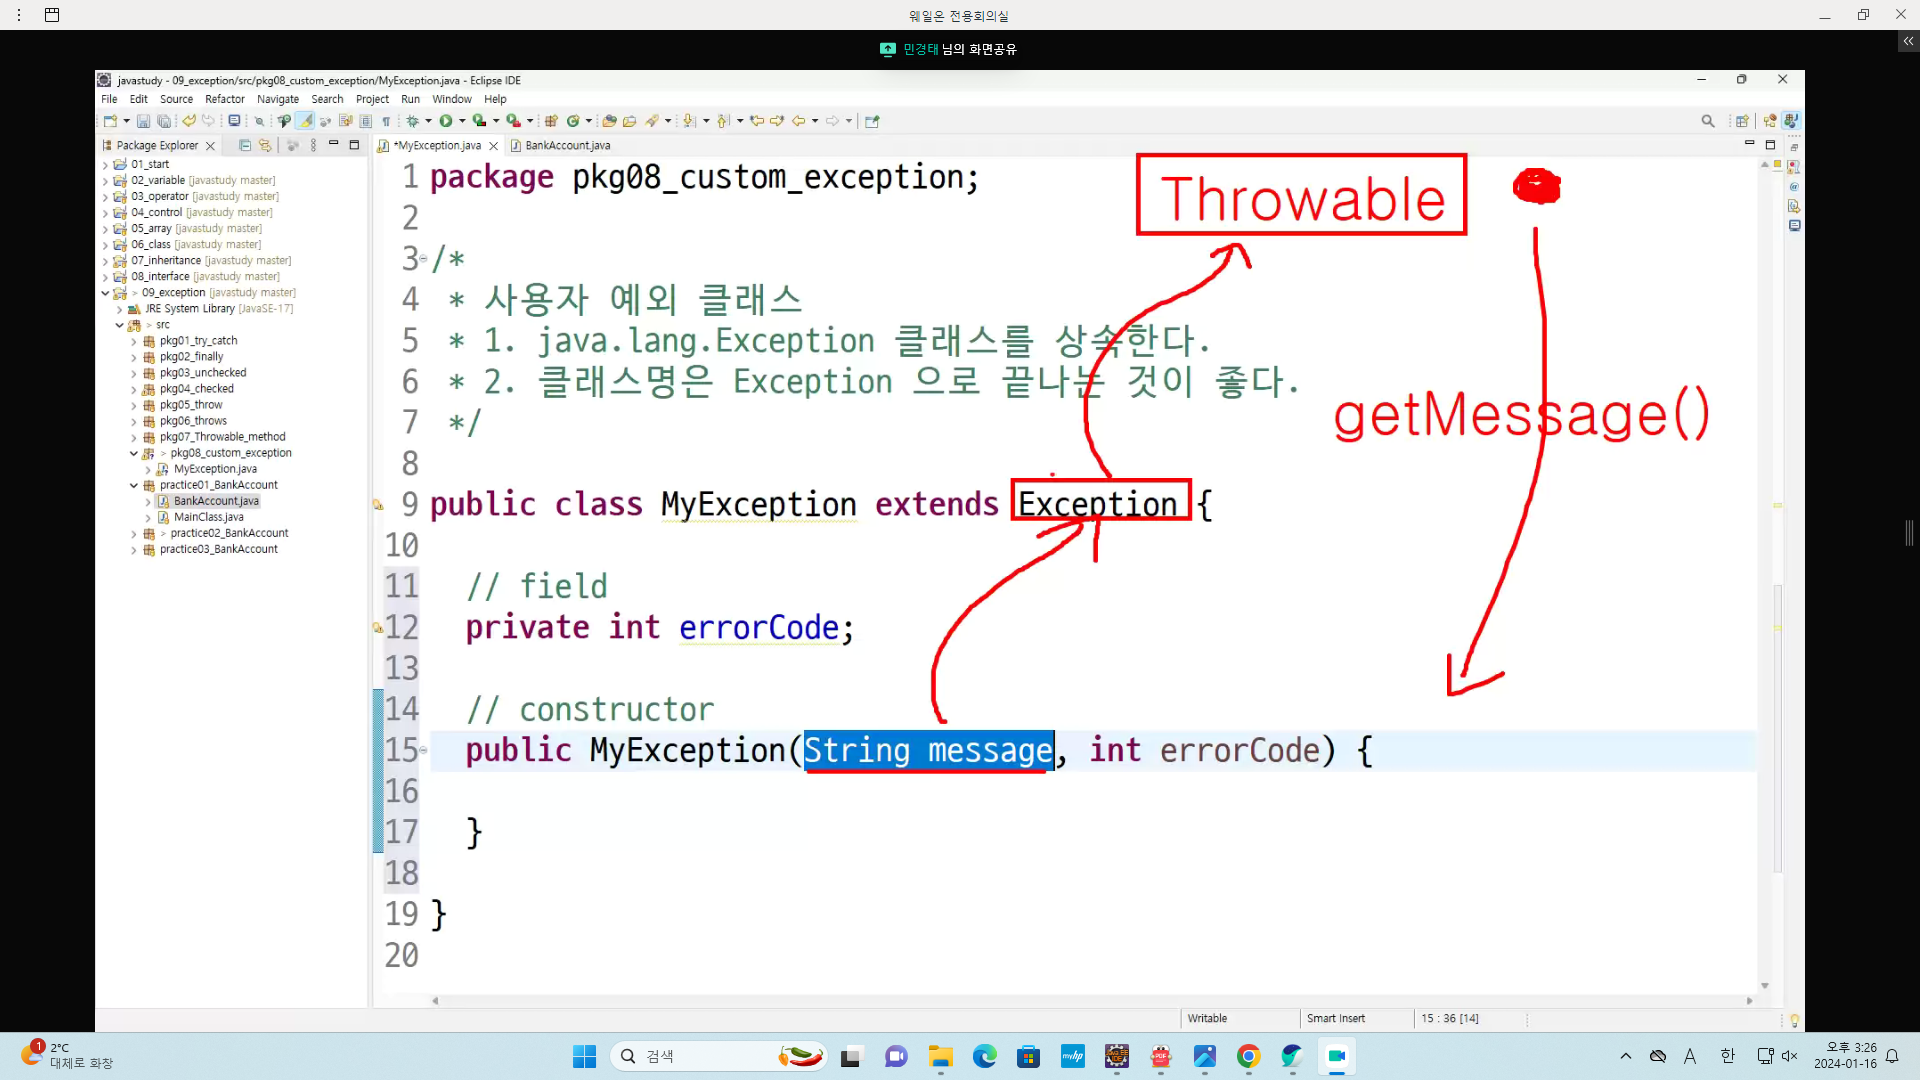 웨일온 전용회의실
민경태 님의 화면공유
javastudy - 09_exception/src/pkg08_custom_exception/MyException.java - Eclipse IDE
File Edit Source Refactor Navigate Search Project Run Window Help
Package Explorer
*MyException.java
BankAccount.java
01_start
02_variable [javastudy master]
03_operator [javastudy master]
04_control [javastudy master]
05_array [javastudy master]
06_class [javastudy master]
07_inheritance [javastudy master]
08_interface [javastudy master]
> 09_exception [javastudy master]
JRE System Library [JavaSE-17]
> src
pkg01_try_catch
pkg02_finally
pkg03_unchecked
pkg04_checked
pkg05_throw
pkg06_throws
pkg07_Throwable_method
> pkg08_custom_exception
MyException.java
practice01_BankAccount
BankAccount.java
MainClass.java
> practice02_BankAccount
practice03_BankAccount
1 package pkg08_custom_exception;
2
3 /*
4 * 사용자 예외 클래스
5 * 1. java.lang.Exception 클래스를 상속한다.
6 * 2. 클래스명은 Exception 으로 끝나는 것이 좋다.
7 */
8
9 public class MyException extends Exception {
10
11 // field
12 private int errorCode;
13
14 // constructor
15 public MyException(String message, int errorCode) {
16
17 }
18
19 }
20
Throwable
getMessage()
Writable
Smart Insert
15 : 36 [14]
1
2°C
대체로 화창
검색
myhp
Java EE
IDE
PDF
A
한
오후 3:26
2024-01-16